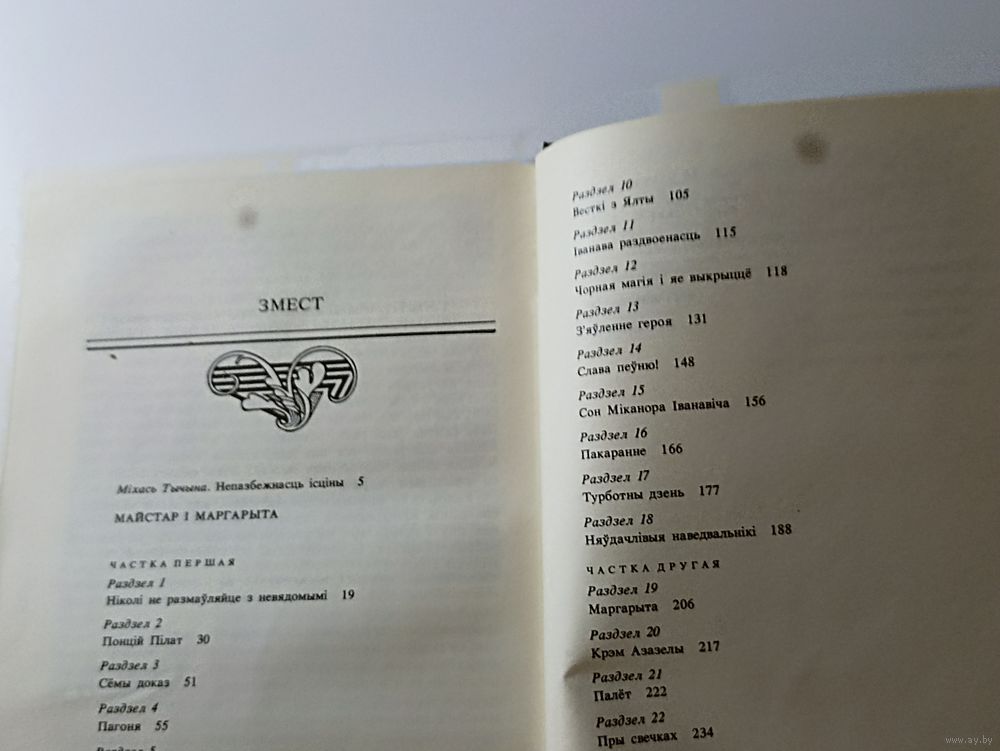 ЗМЕСТ
Міхась Тычына. Непазбежнасць ісціны 5
МАЙСТАР І МАРГАРЫТА
ЧАСТКА ПЕРШАЯ
Раздзел 1
Ніколі не размаўляйце з невядомымі 19
Раздзел 2
Понцій Пілат 30
Раздзел 3
Сёмы доказ 51
Раздзел 4
Пагоня 55
Раздзел 5
Раздзел 10
Весткі з Ялты 105
Раздзел 11
Іванава раздвоенасць 115
Раздзел 12
Чорная магія і яе выкрыццё 118
Раздзел 13
З'яўленне героя 131
Раздзел 14
Слава пеўню! 148
Раздзел 15
Сон Міканора Іванавіча 156
Раздзел 16
Пакаранне 166
Раздзел 17
Турботны дзень 177
Раздзел 18
Няўдачлівыя наведвальнікі 188
ЧАСТКА ДРУГАЯ
Раздзел 19
Маргарыта 206
Раздзел 20
Крэм Азазелы 217
Раздзел 21
Палёт 222
Раздзел 22
Пры свечках 234
www.ay.by